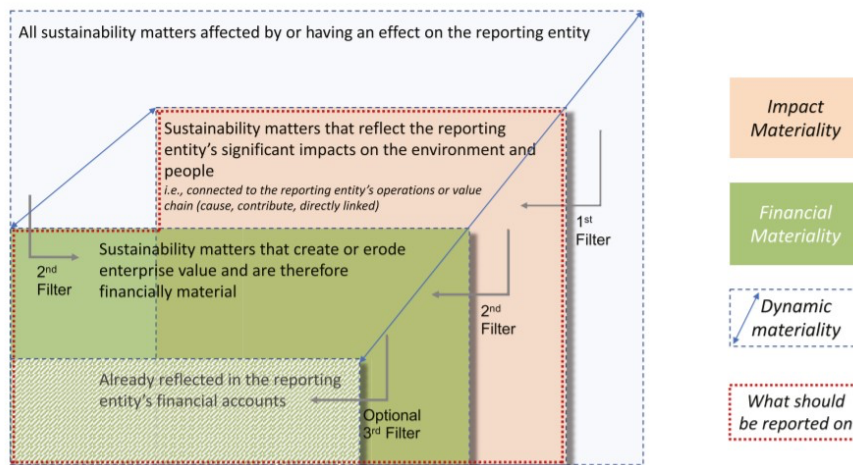 All sustainability matters affected by or having an effect on the reporting entity
Sustainability matters that reflect the reporting
entity's significant impacts on the environment and
people
i.e., connected to the reporting entity's operations or value
chain (cause, contribute, directly linked)
1st
Filter
2nd
Filter
Sustainability matters that create or erode
enterprise value and are therefore
financially material
2nd
Filter
Already reflected in the reporting
entity's financial accounts
Optional
3rd Filter
Impact
Materiality
Financial
Materiality
Dynamic
materiality
What should
be reported on